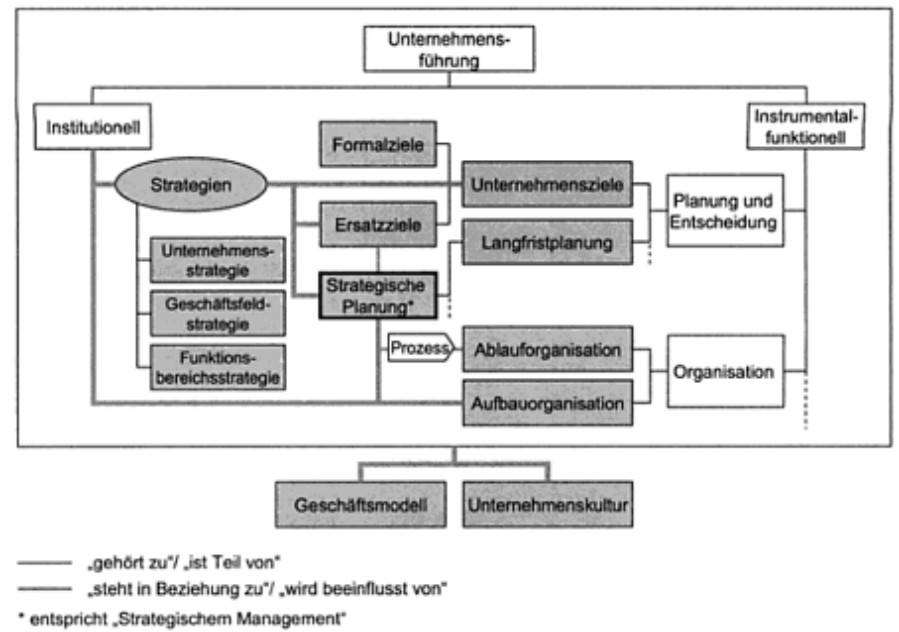 Unternehmens-
führung
Institutionell
Instrumental-
funktionell
Formalziele
Strategien
Unternehmensziele
Planung und
Entscheidung
Ersatzziele
Langfristplanung
Unternehmens-
strategie
Strategische
Planung*
Geschäftsfeld-
strategie
Prozess
Ablauforganisation
Funktions-
bereichsstrategie
Organisation
Aufbauorganisation
Geschäftsmodell
Unternehmenskultur
„gehört zu“/ „ist Teil von“
„steht in Beziehung zu“/ „wird beeinflusst von“
* entspricht „Strategischem Management“